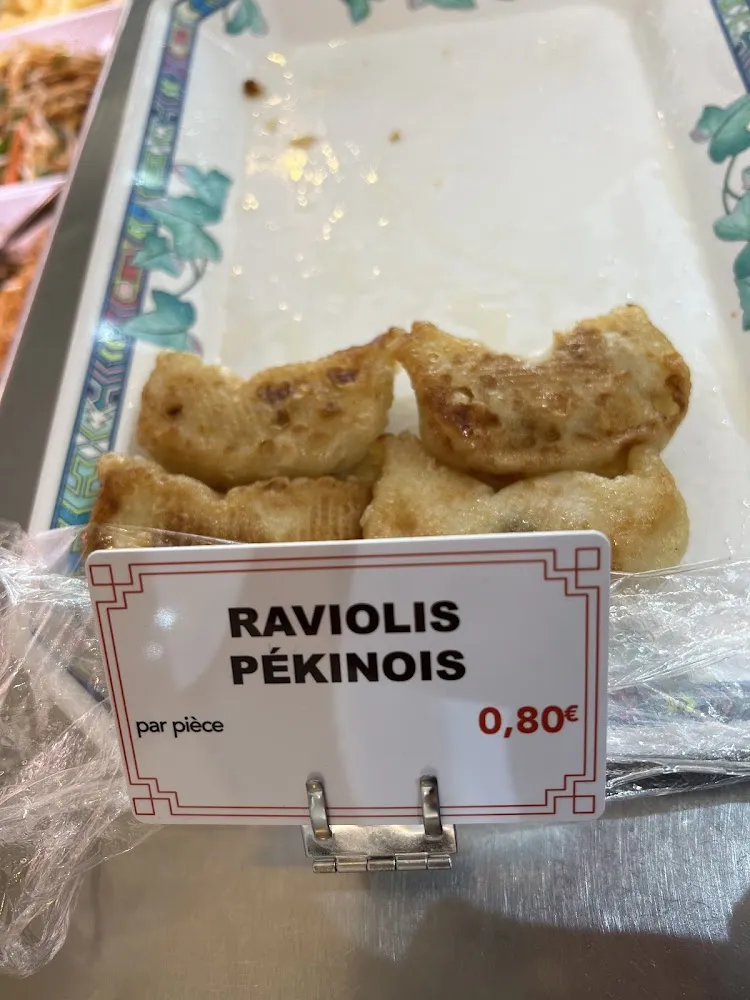 RAVIOLIS
PÉKINOIS
par pièce 0,80€